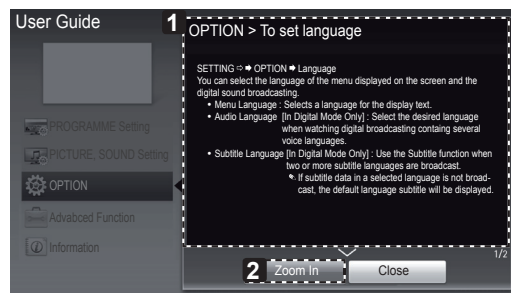 User Guide
1
OPTION > To set language
SETTING ⇨ ➡ OPTION ➡ Language
You can select the language of the menu displayed on the screen and the
digital sound broadcasting.
• Menu Language : Selects a language for the display text.
• Audio Language [In Digital Mode Only] : Select the desired language
when watching digital broadcasting containg several
voice languages.
• Subtitle Language [In Digital Mode Only] : Use the Subtitle function when
two or more subtitle languages are broadcast.
✎ If subtitle data in a selected language is not broad-
cast, the default language subtitle will be displayed.
PROGRAMME Setting
PICTURE, SOUND Setting
OPTION
Advabced Function
Information
1/2
2
Zoom In
Close